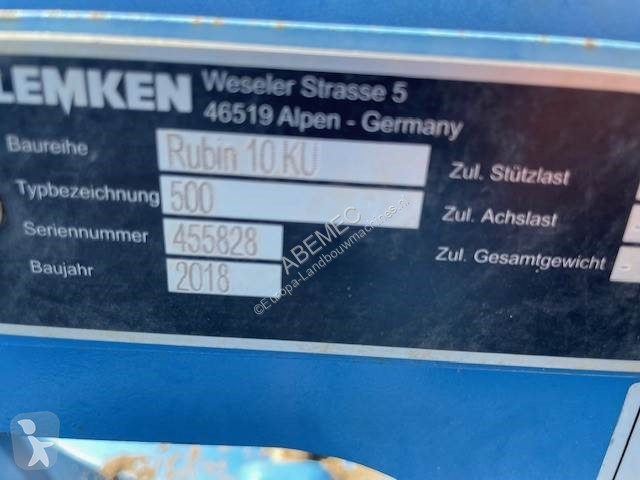 LEMKEN
Weseler Strasse 5
46519 Alpen - Germany
Baureihe Rubin 10 KU
Typbezeichnung 500
Seriennummer 455828
Baujahr 2018
Zul. Stützlast
Zul. Achslast
Zul. Gesamtgewicht -
ABEMEC
©Europa-Landbouwmachines.nl